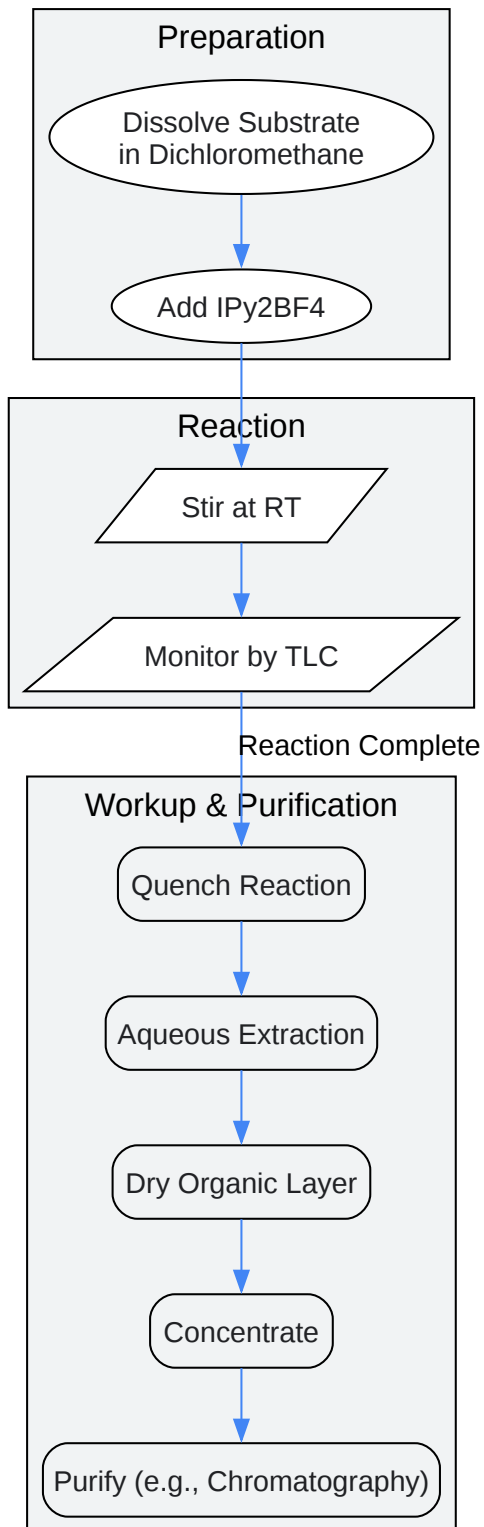 Preparation
Dissolve Substrate
in Dichloromethane
Add IPy2BF4
Reaction
Stir at RT
Monitor by TLC
Reaction Complete
Workup & Purification
Quench Reaction
Aqueous Extraction
Dry Organic Layer
Concentrate
Purify (e.g., Chromatography)